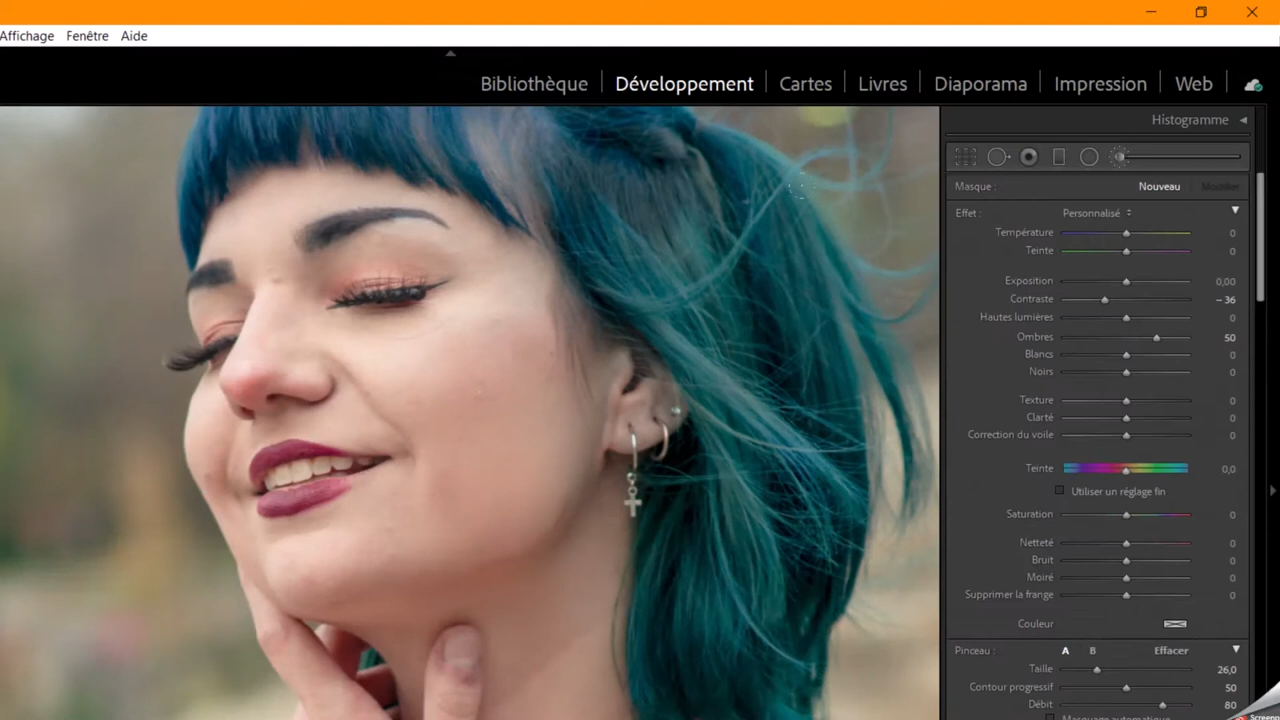 Affichage Fenêtre Aide
Bibliothèque Développement Cartes Livres Diaporama Impression Web
Histogramme
Masque : Nouveau Modifier
Effet : Personnalisé
Température 0
Teinte 0
Exposition 0,00
Contraste – 36
Hautes lumières 0
Ombres 50
Blancs 0
Noirs 0
Texture 0
Clarté 0
Correction du voile 0
Teinte 0,0
Utiliser un réglage fin
Saturation 0
Netteté 0
Bruit 0
Moiré 0
Supprimer la frange 0
Couleur
Pinceau : A B Effacer
Taille 26,0
Contour progressif 50
Débit 80
Masquage automatique